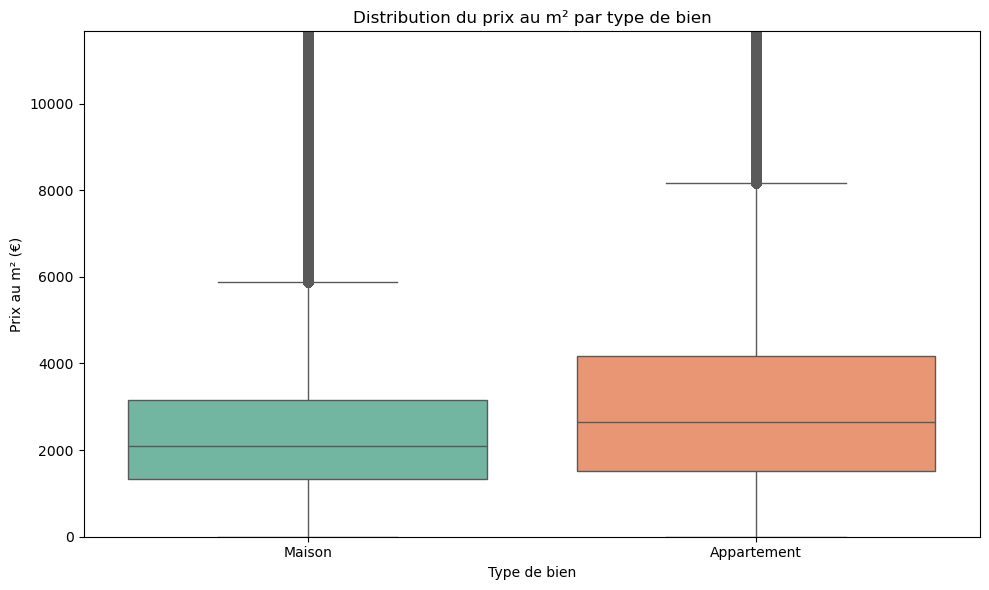 Distribution du prix au m² par type de bien
Prix au m² (€)
10000
8000
6000
4000
2000
0
Maison
Appartement
Type de bien